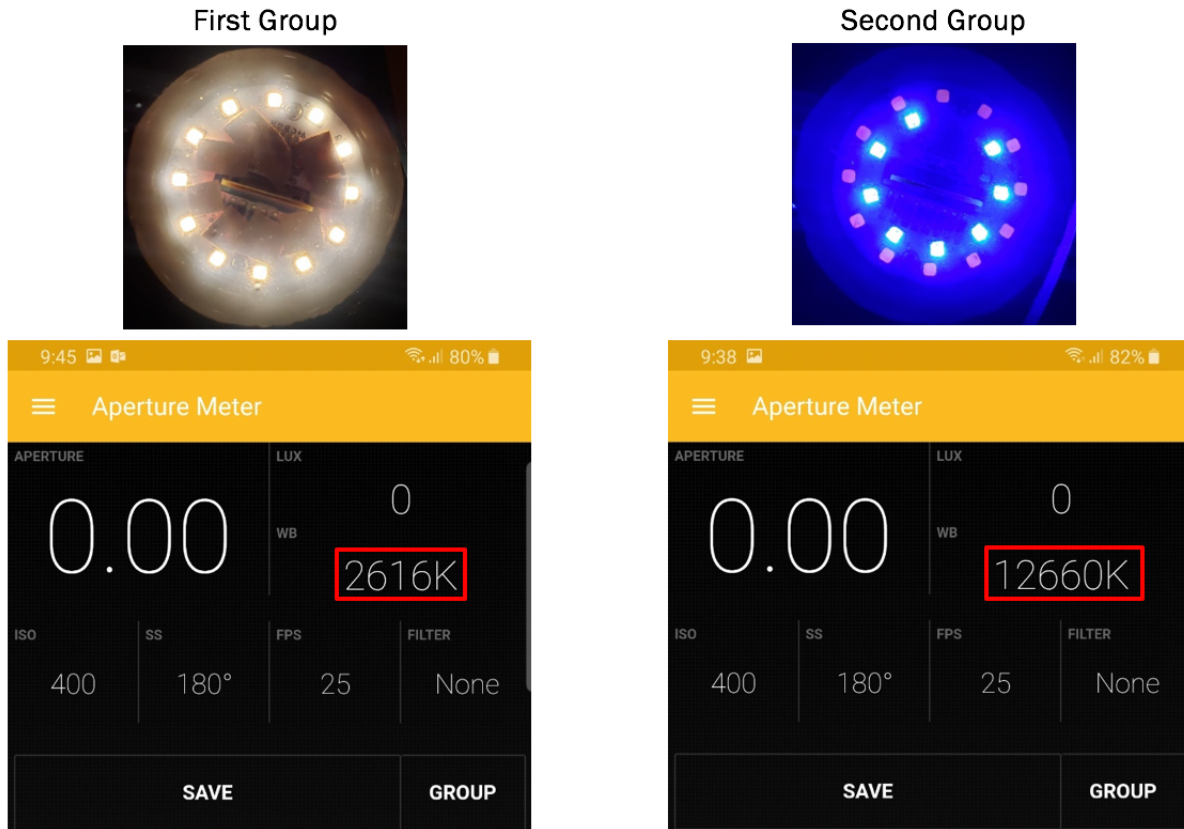 First Group
Second Group
9:45
80%
Aperture Meter
APERTURE
LUX
0.00
0
WB
2616K
ISO
SS
FPS
FILTER
400
180°
25
None
SAVE
GROUP
9:38
82%
Aperture Meter
APERTURE
LUX
0.00
0
WB
12660K
ISO
SS
FPS
FILTER
400
180°
25
None
SAVE
GROUP